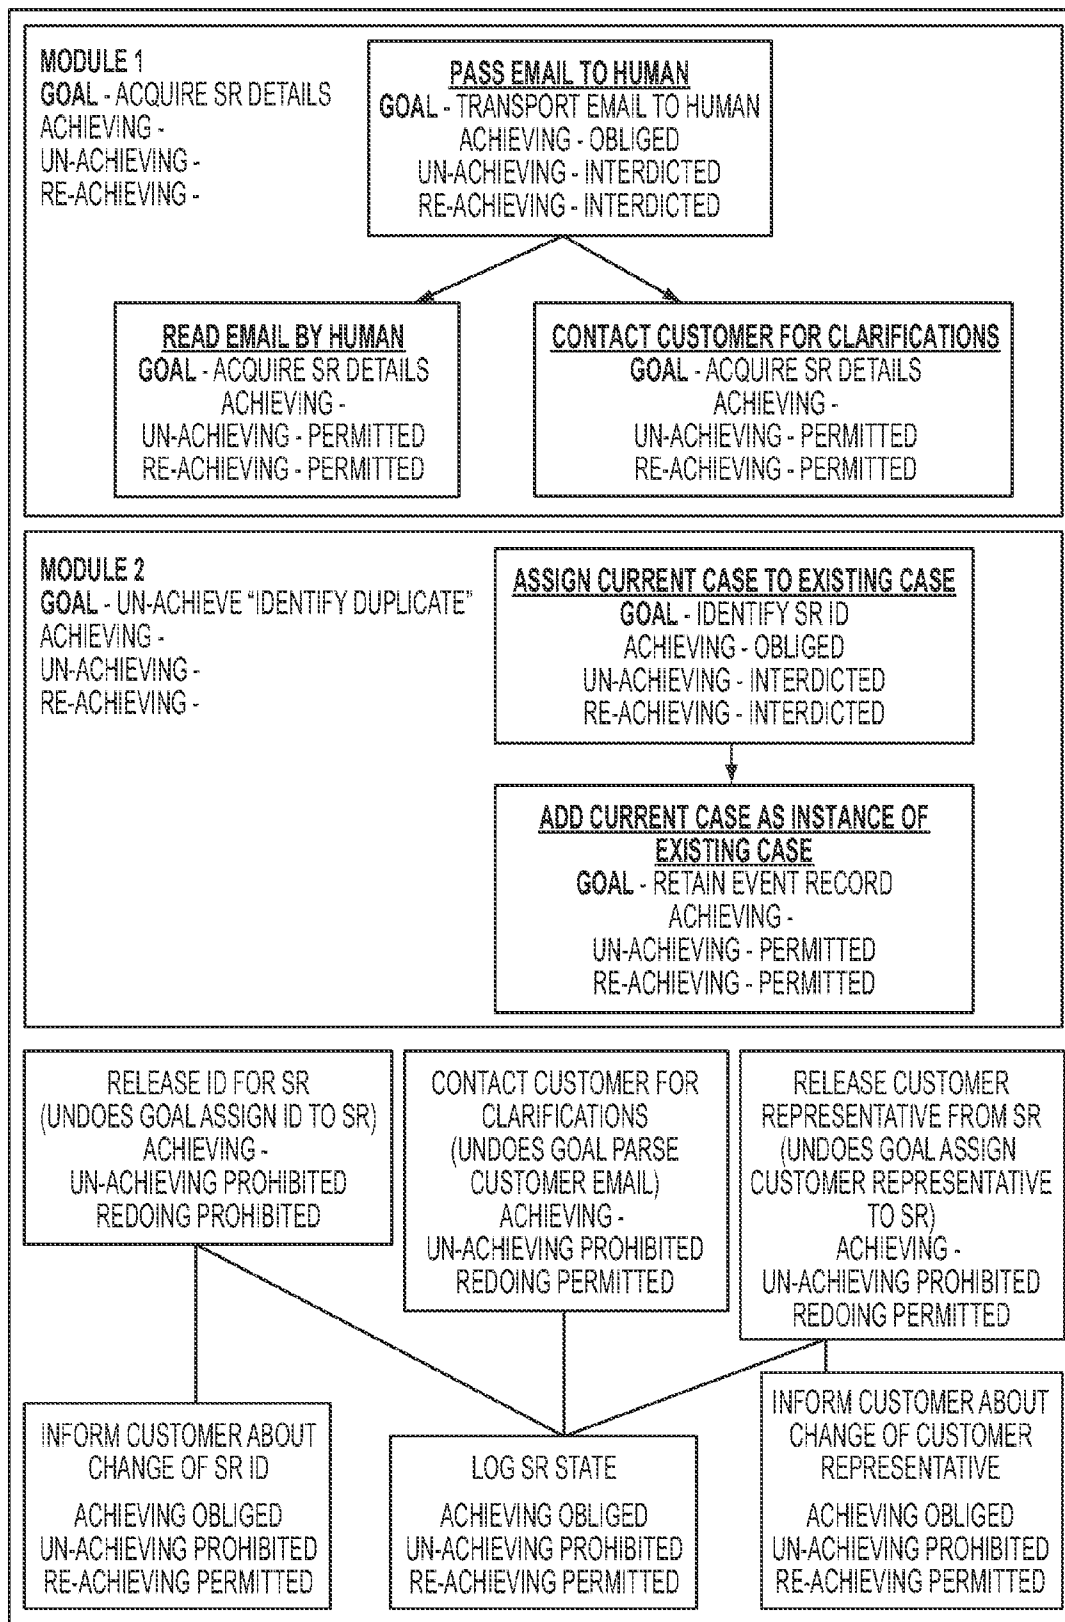 MODULE 1
GOAL - ACQUIRE SR DETAILS
ACHIEVING -
UN-ACHIEVING -
RE-ACHIEVING -
PASS EMAIL TO HUMAN
GOAL - TRANSPORT EMAIL TO HUMAN
ACHIEVING - OBLIGED
UN-ACHIEVING - INTERDICTED
RE-ACHIEVING - INTERDICTED
READ EMAIL BY HUMAN
GOAL - ACQUIRE SR DETAILS
ACHIEVING -
UN-ACHIEVING - PERMITTED
RE-ACHIEVING - PERMITTED
CONTACT CUSTOMER FOR CLARIFICATIONS
GOAL - ACQUIRE SR DETAILS
ACHIEVING -
UN-ACHIEVING - PERMITTED
RE-ACHIEVING - PERMITTED
MODULE 2
GOAL - UN-ACHIEVE “IDENTIFY DUPLICATE”
ACHIEVING -
UN-ACHIEVING -
RE-ACHIEVING -
ASSIGN CURRENT CASE TO EXISTING CASE
GOAL - IDENTIFY SR ID
ACHIEVING - OBLIGED
UN-ACHIEVING - INTERDICTED
RE-ACHIEVING - INTERDICTED
ADD CURRENT CASE AS INSTANCE OF
EXISTING CASE
GOAL - RETAIN EVENT RECORD
ACHIEVING -
UN-ACHIEVING - PERMITTED
RE-ACHIEVING - PERMITTED
RELEASE ID FOR SR
(UNDOES GOAL ASSIGN ID TO SR)
ACHIEVING -
UN-ACHIEVING PROHIBITED
REDOING PROHIBITED
CONTACT CUSTOMER FOR
CLARIFICATIONS
(UNDOES GOAL PARSE
CUSTOMER EMAIL)
ACHIEVING -
UN-ACHIEVING PROHIBITED
REDOING PERMITTED
RELEASE CUSTOMER
REPRESENTATIVE FROM SR
(UNDOES GOAL ASSIGN
CUSTOMER REPRESENTATIVE
TO SR)
ACHIEVING -
UN-ACHIEVING PROHIBITED
REDOING PERMITTED
INFORM CUSTOMER ABOUT
CHANGE OF SR ID
ACHIEVING OBLIGED
UN-ACHIEVING PROHIBITED
RE-ACHIEVING PERMITTED
LOG SR STATE
ACHIEVING OBLIGED
UN-ACHIEVING PROHIBITED
RE-ACHIEVING PERMITTED
INFORM CUSTOMER ABOUT
CHANGE OF CUSTOMER
REPRESENTATIVE
ACHIEVING OBLIGED
UN-ACHIEVING PROHIBITED
RE-ACHIEVING PERMITTED